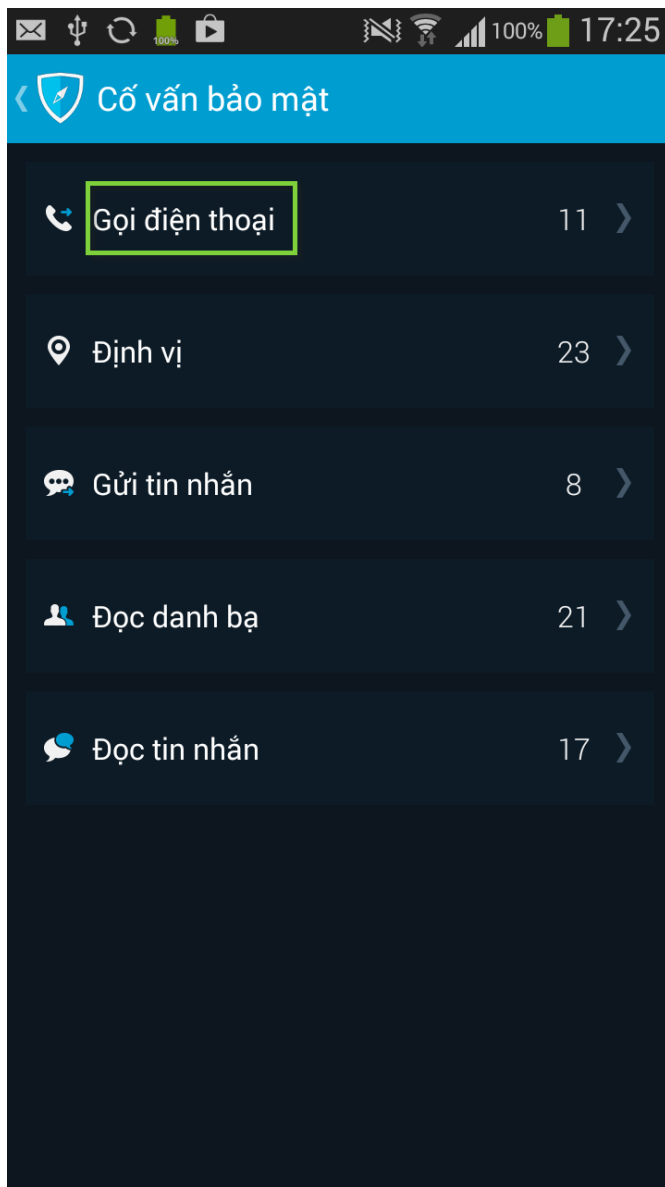 100%
100%
17:25
Cố vấn bảo mật
Gọi điện thoại 11
Định vị 23
Gửi tin nhắn 8
Đọc danh bạ 21
Đọc tin nhắn 17